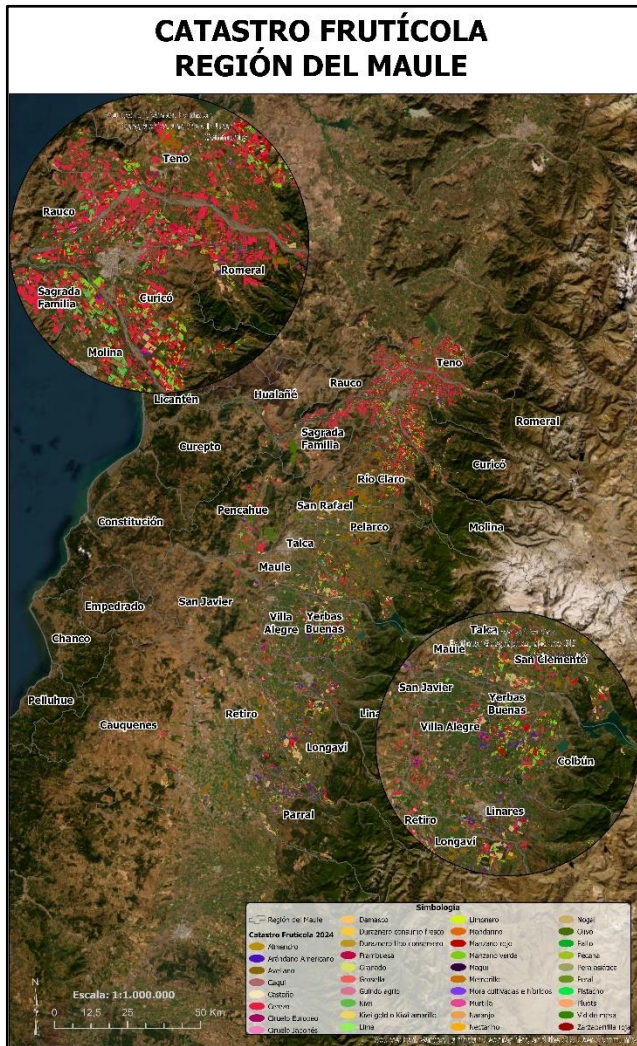 CATASTRO FRUTÍCOLA
REGIÓN DEL MAULE
Teno
Rauco
Romeral
Sagrada
Familia
Curicó
Molina
Licantén
Hualañé
Rauco
Teno
Romeral
Curepto
Sagrada
Familia
Curicó
Río Claro
Pencahue
San Rafael
Constitución
Pelarco
Molina
Talca
Maule
Empedrado
San Javier
Villa
Alegre
Yerbas
Buenas
Chanco
Pelluhue
Cauquenes
Retiro
Longaví
Parral
Talca
Maule
San Clemente
San Javier
Yerbas
Buenas
Villa Alegre
Colbún
Linares
Retiro
Longaví
N
Escala: 1:1.000.000
0 12,5 25 50 Km
Simbología
Región del Maule
Catastro Frutícola 2024
Almendro
Arándano Americano
Avellano
Caqui
Castaño
Cerezo
Ciruelo Europeo
Ciruelo Japonés
Damasco
Duraznero consumo fresco
Duraznero tipo conservero
Frambuesa
Granado
Grosella
Guindo agrio
Kiwi
Kiwi gold o Kiwi amarillo
Lima
Limonero
Mandarino
Manzano rojo
Manzano verde
Maqui
Membrillo
Mora cultivadas e híbridos
Murtilla
Naranjo
Nectarino
Nogal
Olivo
Palto
Pecana
Pera asiática
Peral
Pistacho
Pluots
Vid de mesa
Zarzaparrilla roja